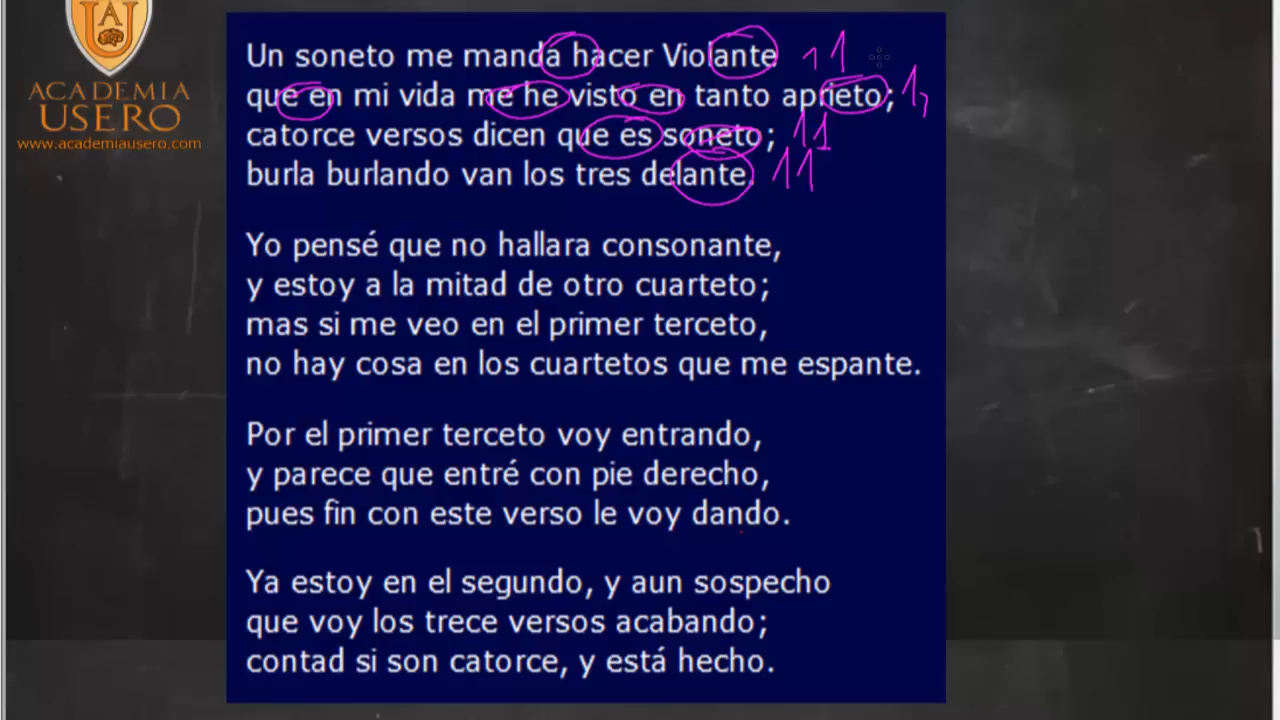 ACADEMIA
USERO
www.academiausero.com
Un soneto me manda hacer Violante 11
que en mi vida me he visto en tanto aprieto; 1,
catorce versos dicen que es soneto; 11
burla burlando van los tres delante. 11
Yo pensé que no hallara consonante,
y estoy a la mitad de otro cuarteto;
mas si me veo en el primer terceto,
no hay cosa en los cuartetos que me espante.
Por el primer terceto voy entrando,
y parece que entré con pie derecho,
pues fin con este verso le voy dando.
Ya estoy en el segundo, y aun sospecho
que voy los trece versos acabando;
contad si son catorce, y está hecho.